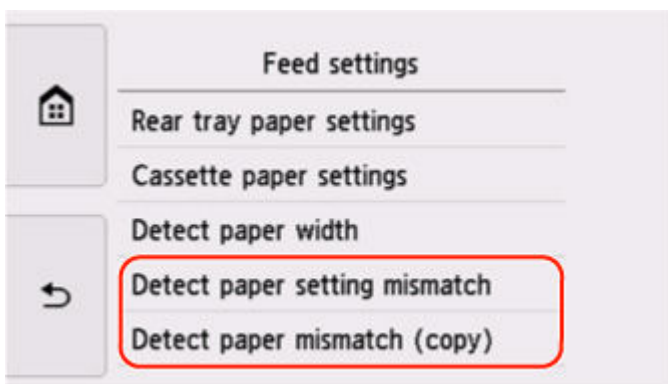 Feed settings
Rear tray paper settings
Cassette paper settings
Detect paper width
Detect paper setting mismatch
Detect paper mismatch (copy)